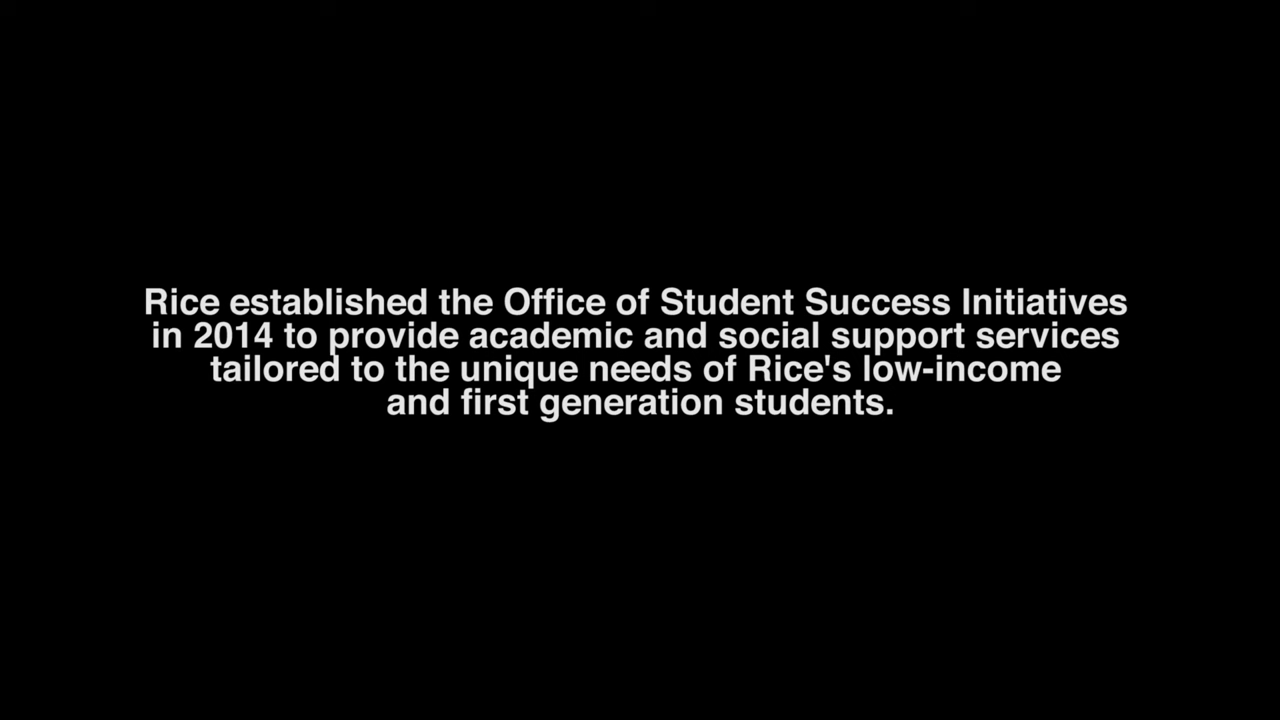 Rice established the Office of Student Success Initiatives
in 2014 to provide academic and social support services
tailored to the unique needs of Rice's low-income
and first generation students.